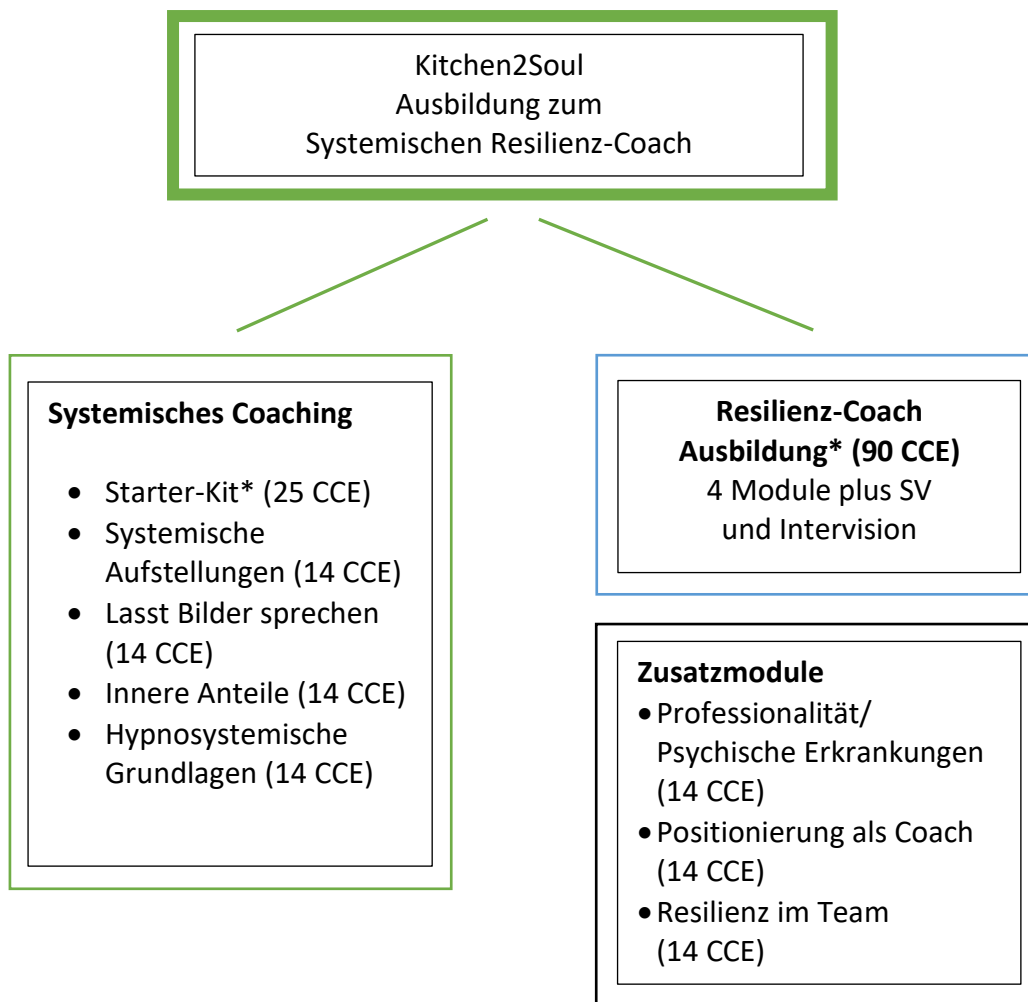 Kitchen2Soul
Ausbildung zum
Systemischen Resilienz-Coach
Systemisches Coaching
• Starter-Kit* (25 CCE)
• Systemische
Aufstellungen (14 CCE)
• Lasst Bilder sprechen
(14 CCE)
• Innere Anteile (14 CCE)
• Hypnosystemische
Grundlagen (14 CCE)
Resilienz-Coach
Ausbildung* (90 CCE)
4 Module plus SV
und Intervision
Zusatzmodule
• Professionalität/
Psychische Erkrankungen
(14 CCE)
• Positionierung als Coach
(14 CCE)
• Resilienz im Team
(14 CCE)